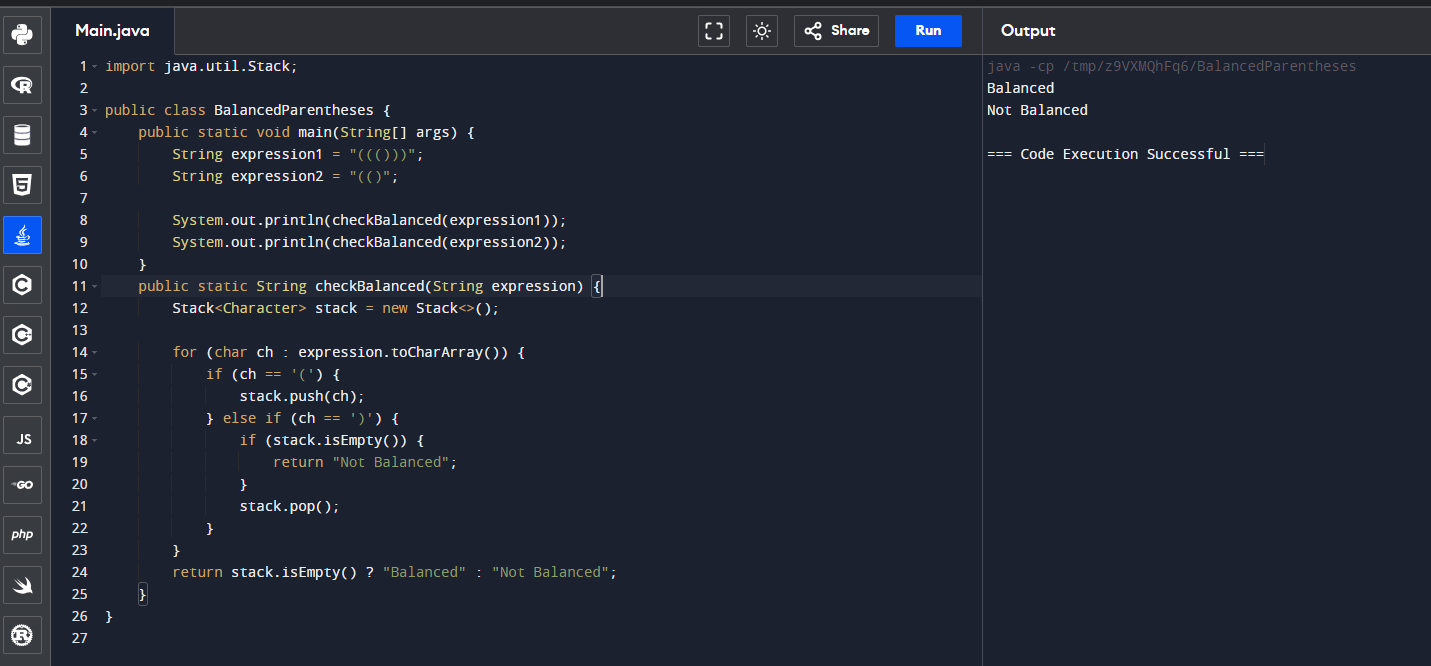 Main.java
Share
Run
Output
1 import java.util.Stack;
2
3 public class BalancedParentheses {
4     public static void main(String[] args) {
5         String expression1 = "((()))";
6         String expression2 = "(()";
7
8         System.out.println(checkBalanced(expression1));
9         System.out.println(checkBalanced(expression2));
10     }
11     public static String checkBalanced(String expression) {
12         Stack<Character> stack = new Stack<>();
13
14         for (char ch : expression.toCharArray()) {
15             if (ch == '(') {
16                 stack.push(ch);
17             } else if (ch == ')') {
18                 if (stack.isEmpty()) {
19                     return "Not Balanced";
20                 }
21                 stack.pop();
22             }
23         }
24         return stack.isEmpty() ? "Balanced" : "Not Balanced";
25     }
26 }
27
java -cp /tmp/z9VXMQhFq6/BalancedParentheses
Balanced
Not Balanced
=== Code Execution Successful ===
R
5
C
C
C
JS
GO
php
R